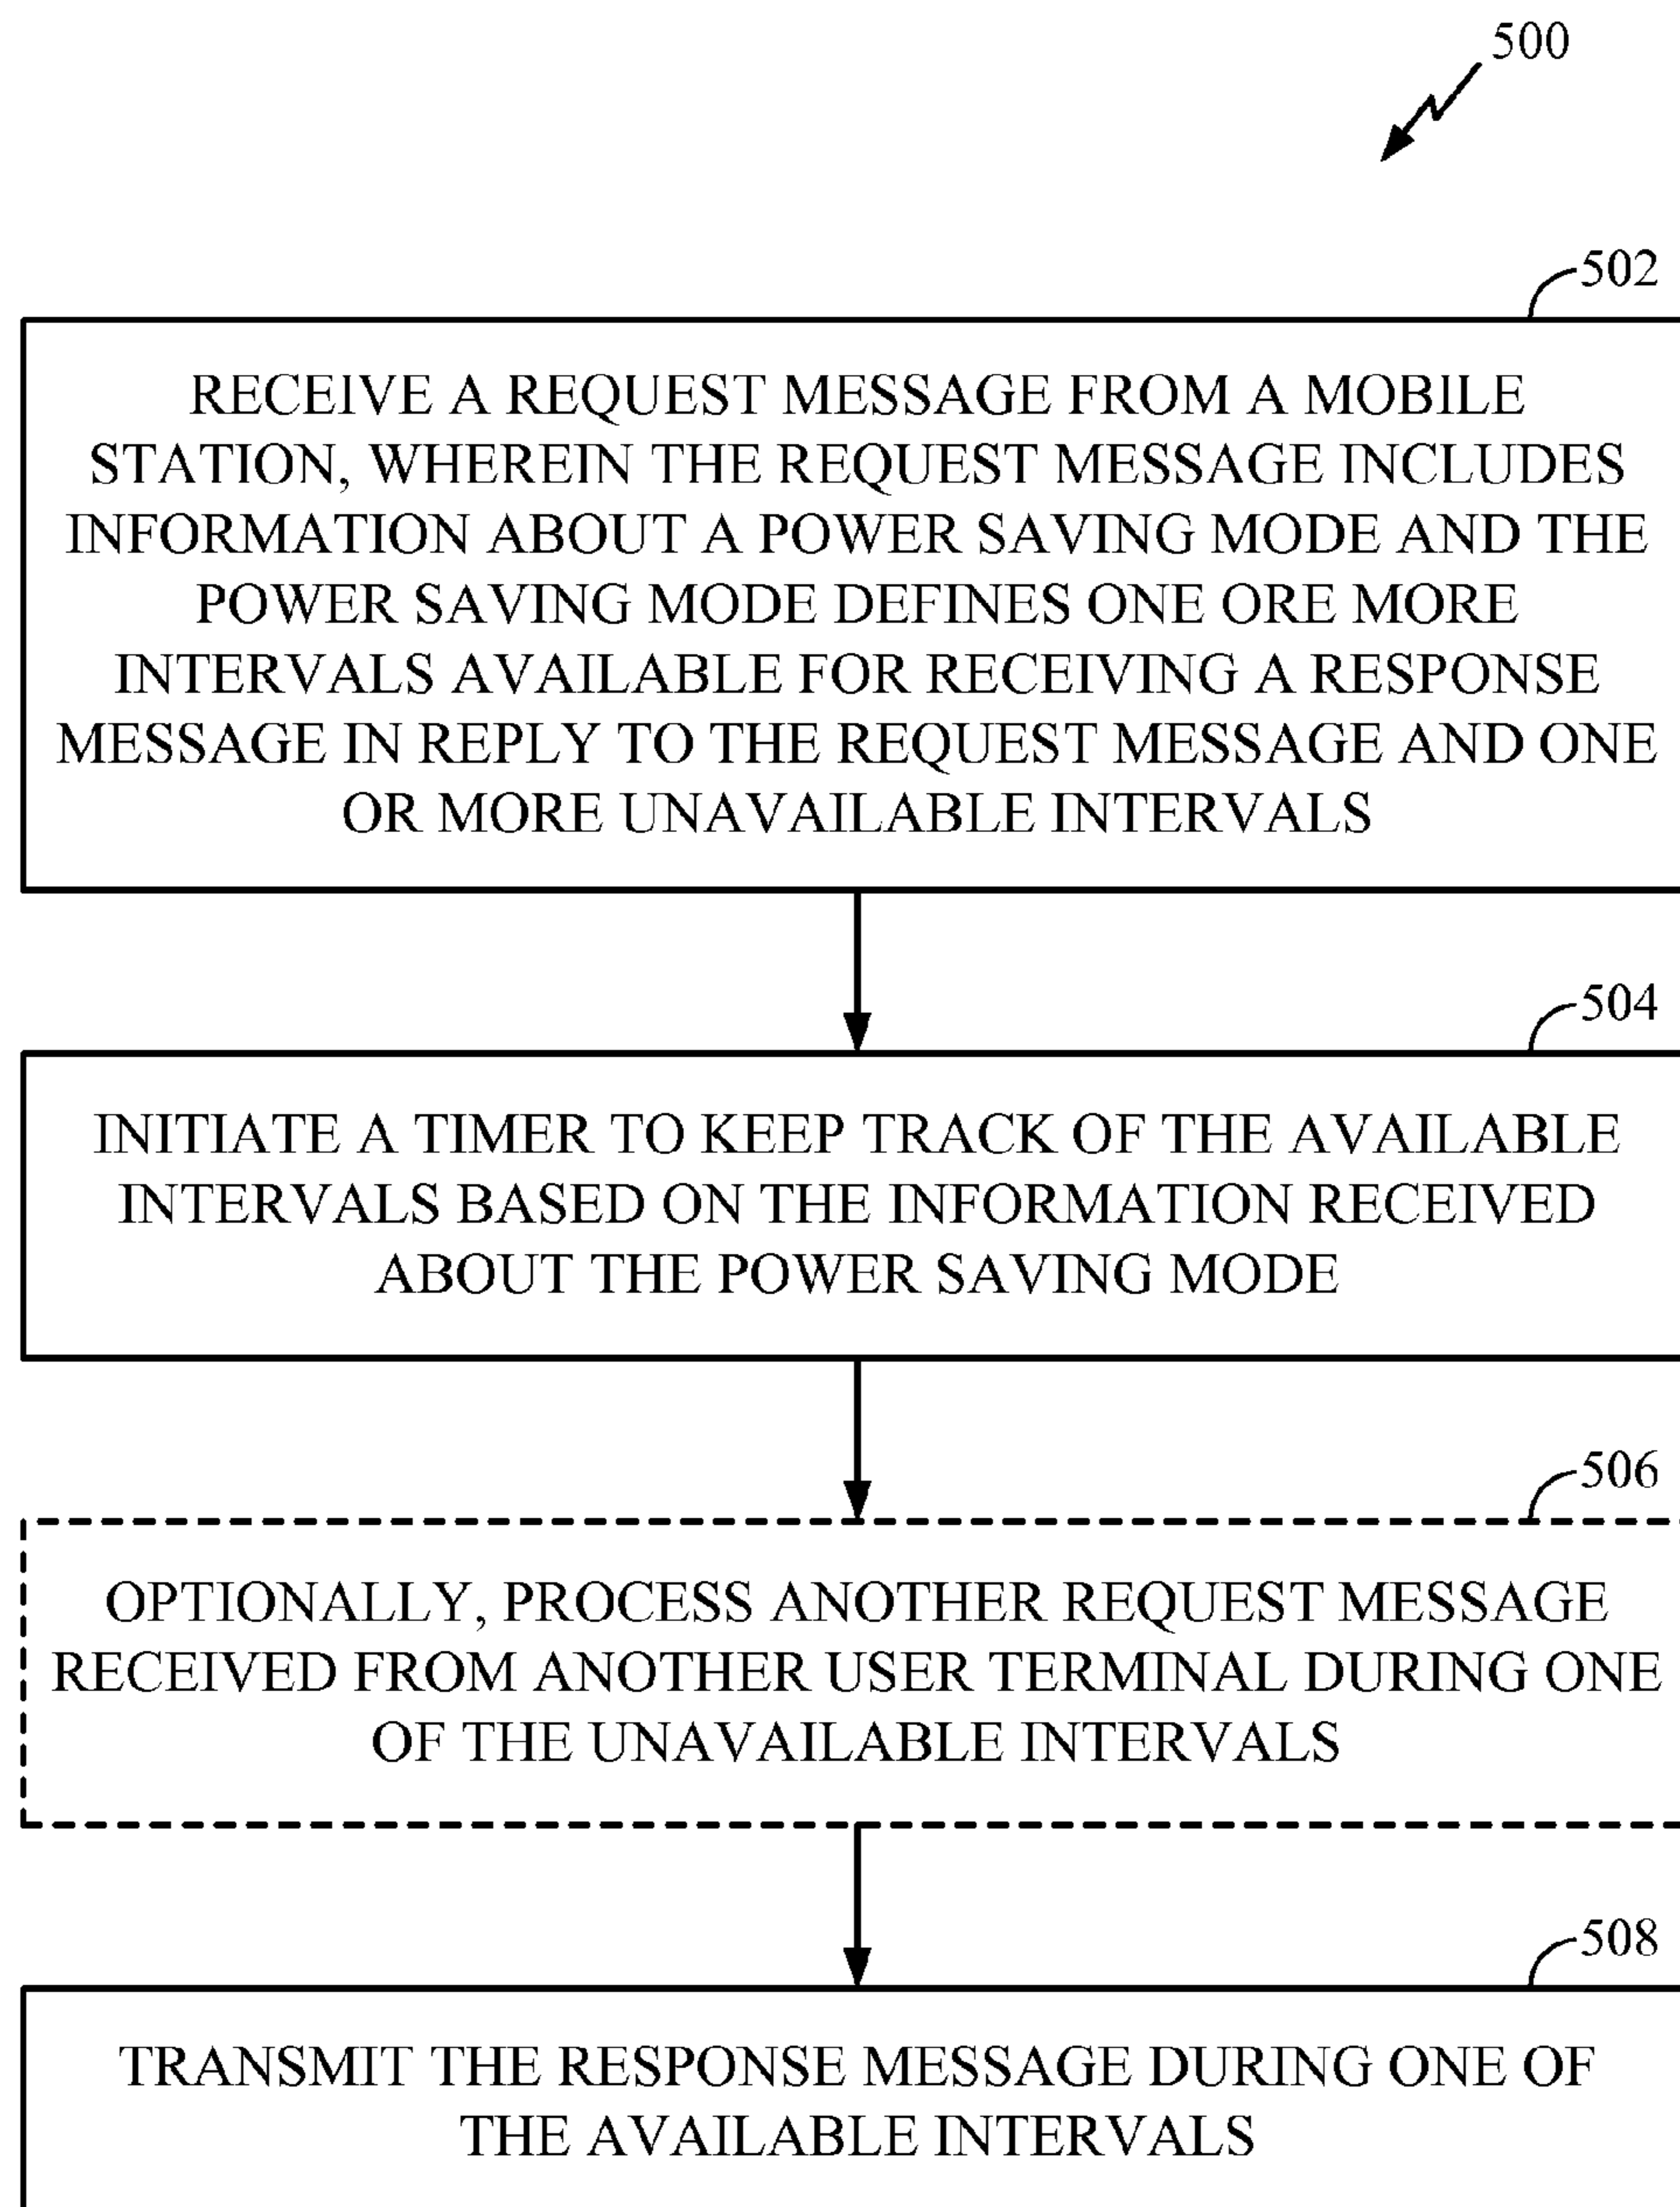 500
502
RECEIVE A REQUEST MESSAGE FROM A MOBILE
STATION, WHEREIN THE REQUEST MESSAGE INCLUDES
INFORMATION ABOUT A POWER SAVING MODE AND THE
POWER SAVING MODE DEFINES ONE ORE MORE
INTERVALS AVAILABLE FOR RECEIVING A RESPONSE
MESSAGE IN REPLY TO THE REQUEST MESSAGE AND ONE
OR MORE UNAVAILABLE INTERVALS
504
INITIATE A TIMER TO KEEP TRACK OF THE AVAILABLE
INTERVALS BASED ON THE INFORMATION RECEIVED
ABOUT THE POWER SAVING MODE
506
OPTIONALLY, PROCESS ANOTHER REQUEST MESSAGE
RECEIVED FROM ANOTHER USER TERMINAL DURING ONE
OF THE UNAVAILABLE INTERVALS
508
TRANSMIT THE RESPONSE MESSAGE DURING ONE OF
THE AVAILABLE INTERVALS